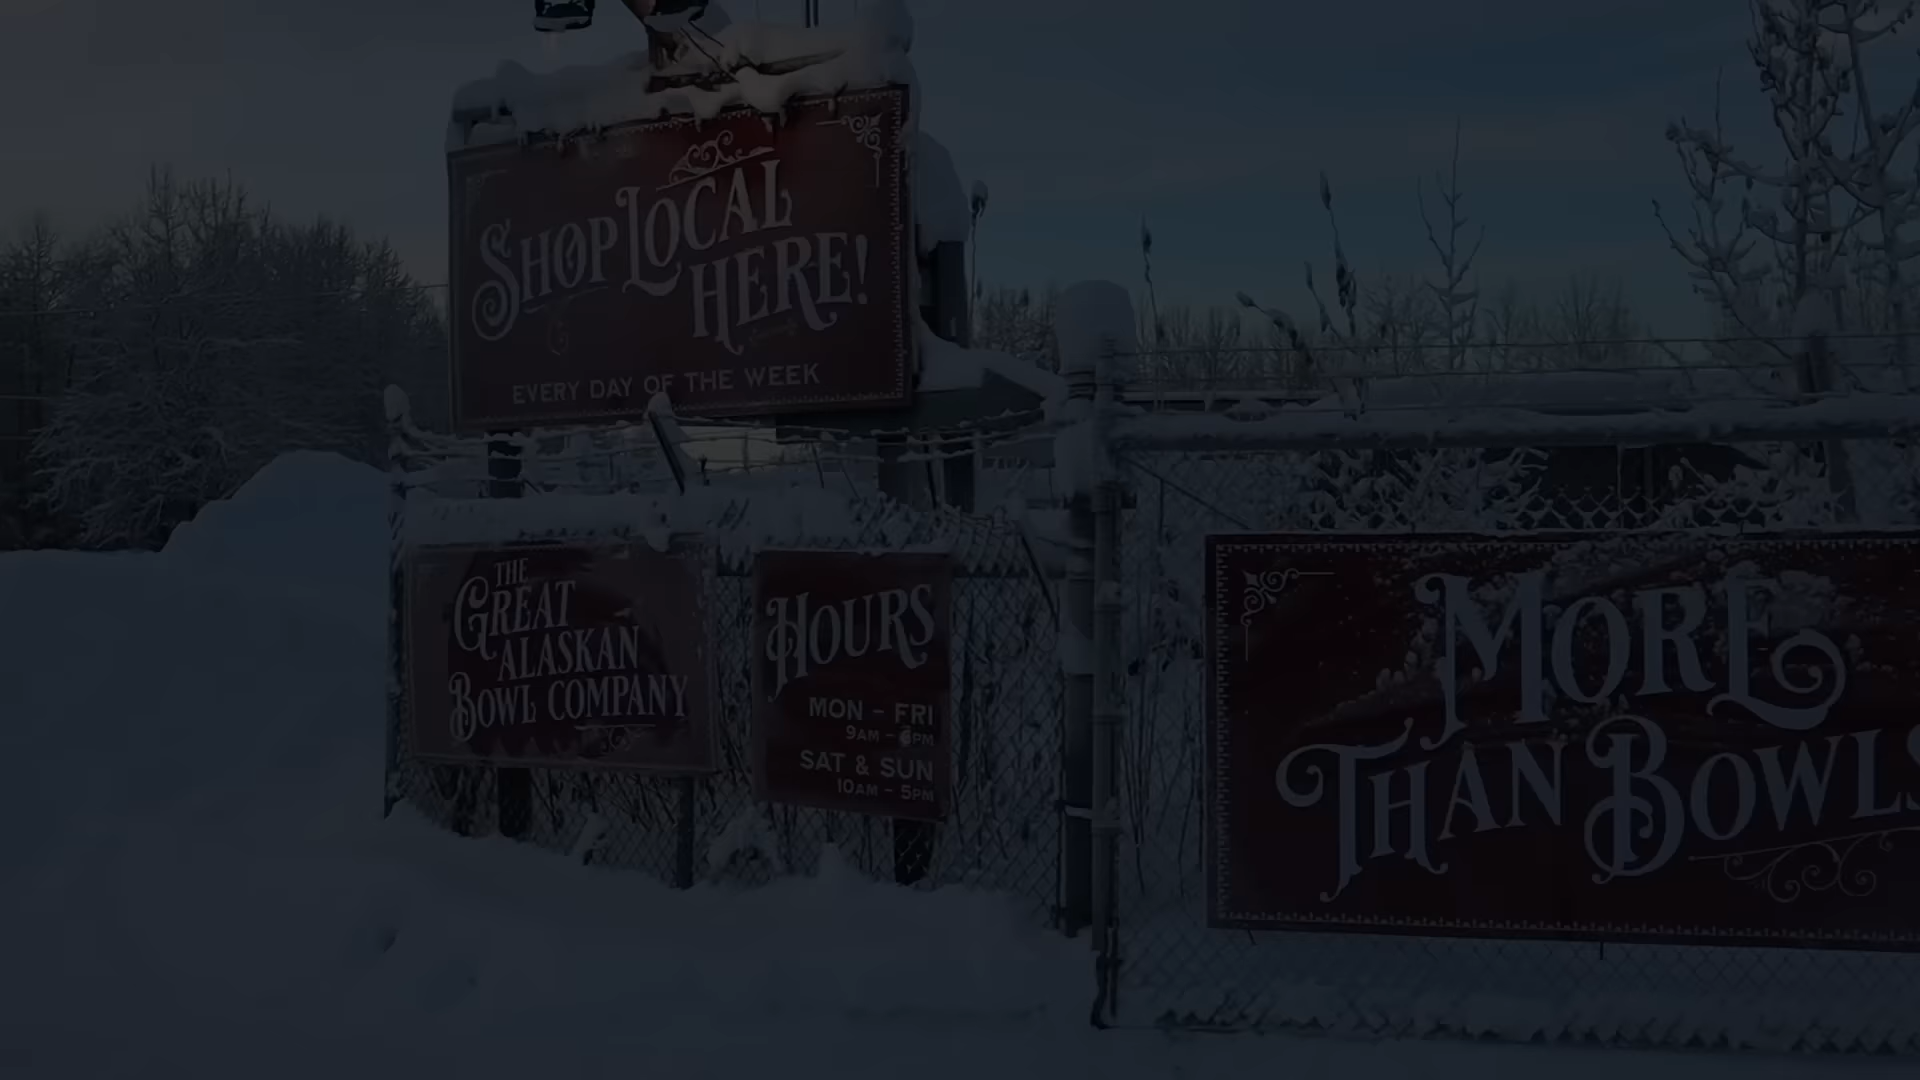 SHOP LOCAL
HERE!
EVERY DAY OF THE WEEK
THE
GREAT
ALASKAN
BOWL COMPANY
HOURS
MON - FRI
9AM - 6PM
SAT & SUN
10AM - 5PM
MORE
THAN BOWLS